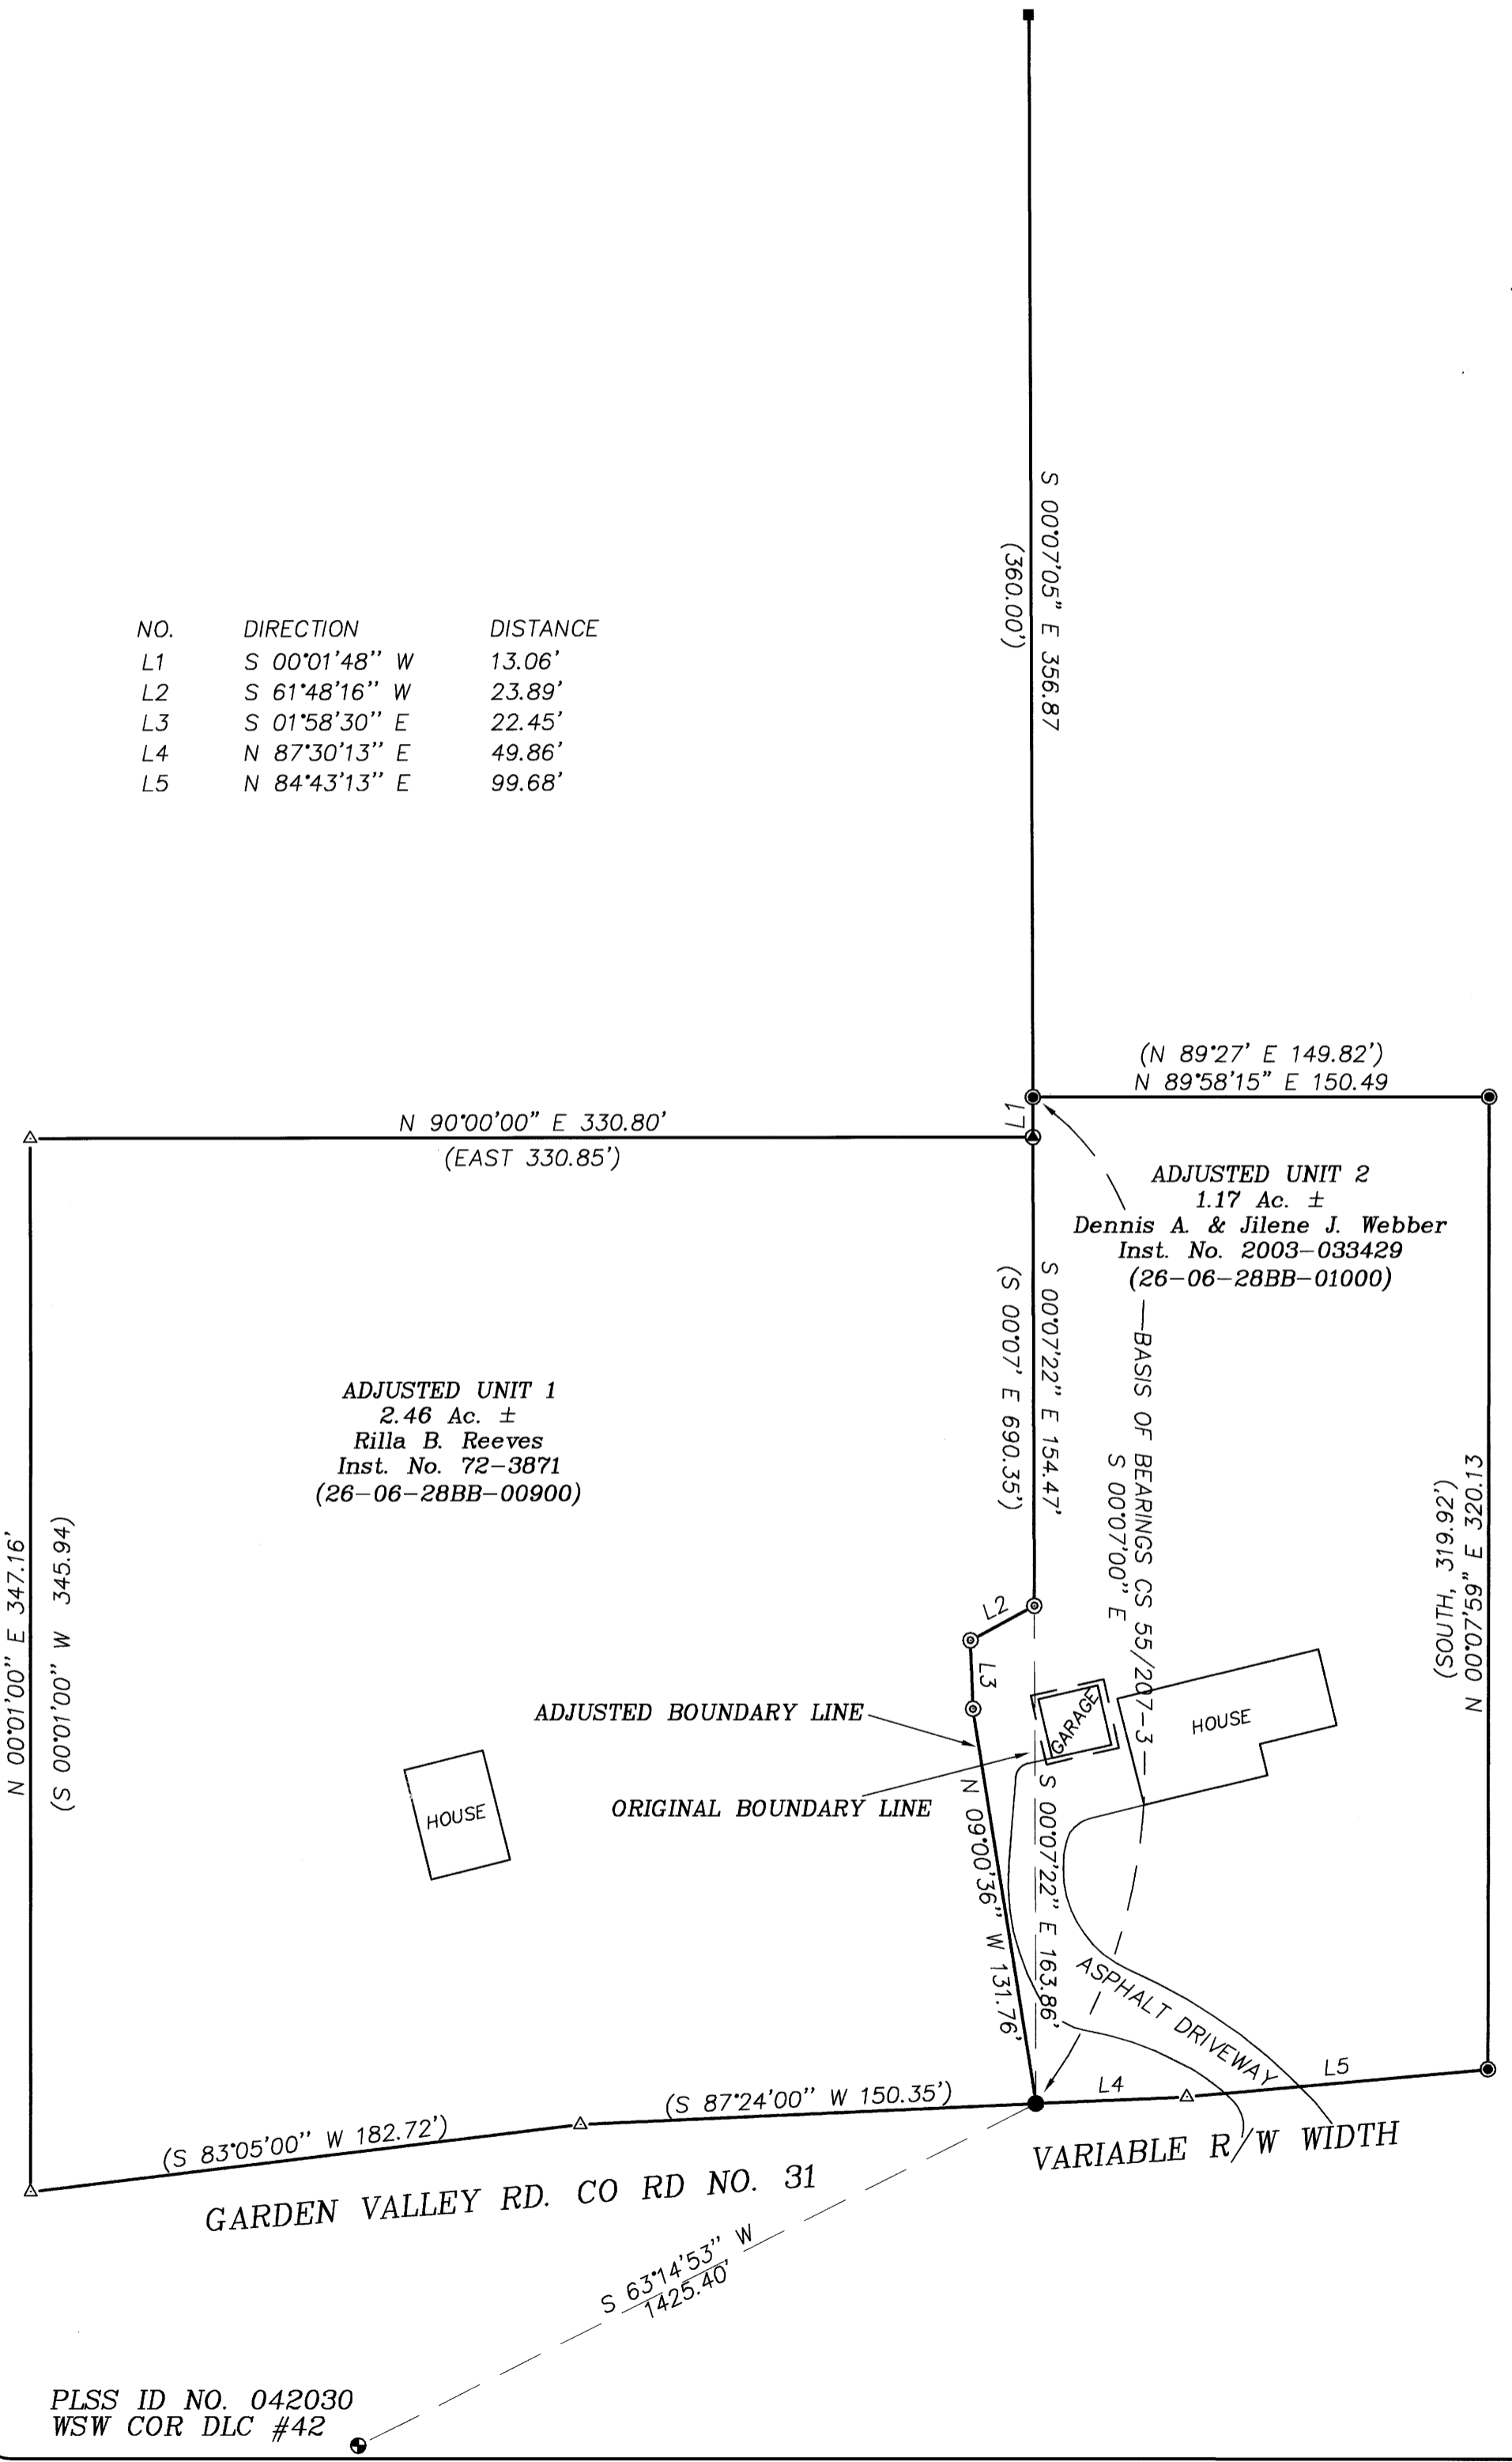 S 00°07'05" E 356.87
(360.00')
NO. DIRECTION DISTANCE
L1 S 00°01'48" W 13.06'
L2 S 61°48'16" W 23.89'
L3 S 01°58'30" E 22.45'
L4 N 87°30'13" E 49.86'
L5 N 84°43'13" E 99.68'
(N 89°27' E 149.82')
N 89°58'15" E 150.49
L1
N 90°00'00" E 330.80'
(EAST 330.85')
ADJUSTED UNIT 2
1.17 Ac. ±
Dennis A. & Jilene J. Webber
Inst. No. 2003-033429
(26-06-28BB-01000)
S 00°07'22" E 154.47'
(S 00°07' E 690.35')
BASIS OF BEARINGS CS 55/207-3
S 00°07'00" E
ADJUSTED UNIT 1
2.46 Ac. ±
Rilla B. Reeves
Inst. No. 72-3871
(26-06-28BB-00900)
N 00°01'00" E 347.16'
(S 00°01'00" W 345.94)
(SOUTH, 319.92')
N 00°07'59" E 320.13
L2
L3
ADJUSTED BOUNDARY LINE
GARAGE
HOUSE
ORIGINAL BOUNDARY LINE
HOUSE
N 09°00'36" W 131.76'
S 00°07'22" E 163.86'
ASPHALT DRIVEWAY
L4
L5
(S 87°24'00" W 150.35')
(S 83°05'00" W 182.72')
VARIABLE R/W WIDTH
GARDEN VALLEY RD. CO RD NO. 31
S 63°14'53" W
1425.40'
PLSS ID NO. 042030
WSW COR DLC #42